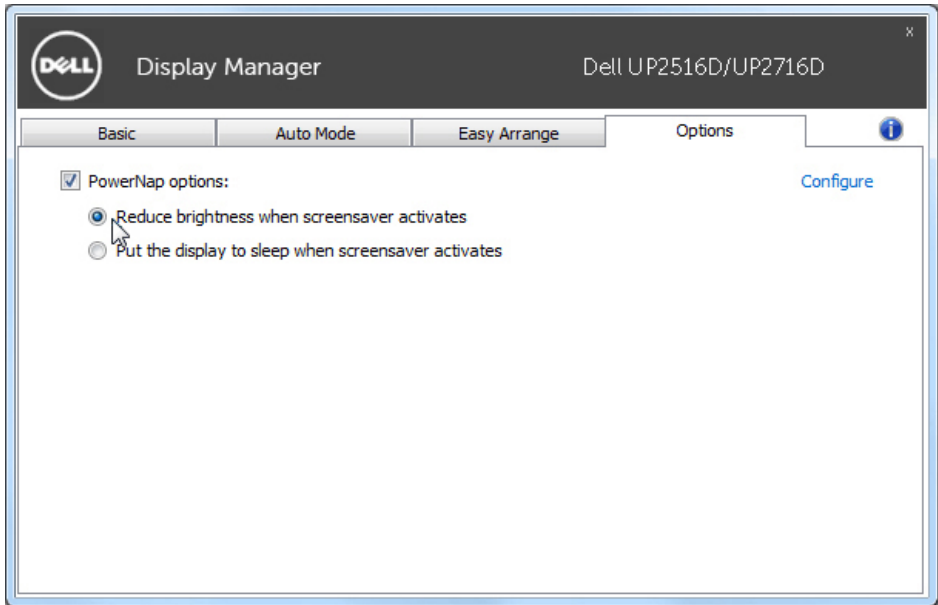 x
DELL
Display Manager
Dell UP2516D/UP2716D
Basic
Auto Mode
Easy Arrange
Options
i
PowerNap options:
Configure
Reduce brightness when screensaver activates
Put the display to sleep when screensaver activates